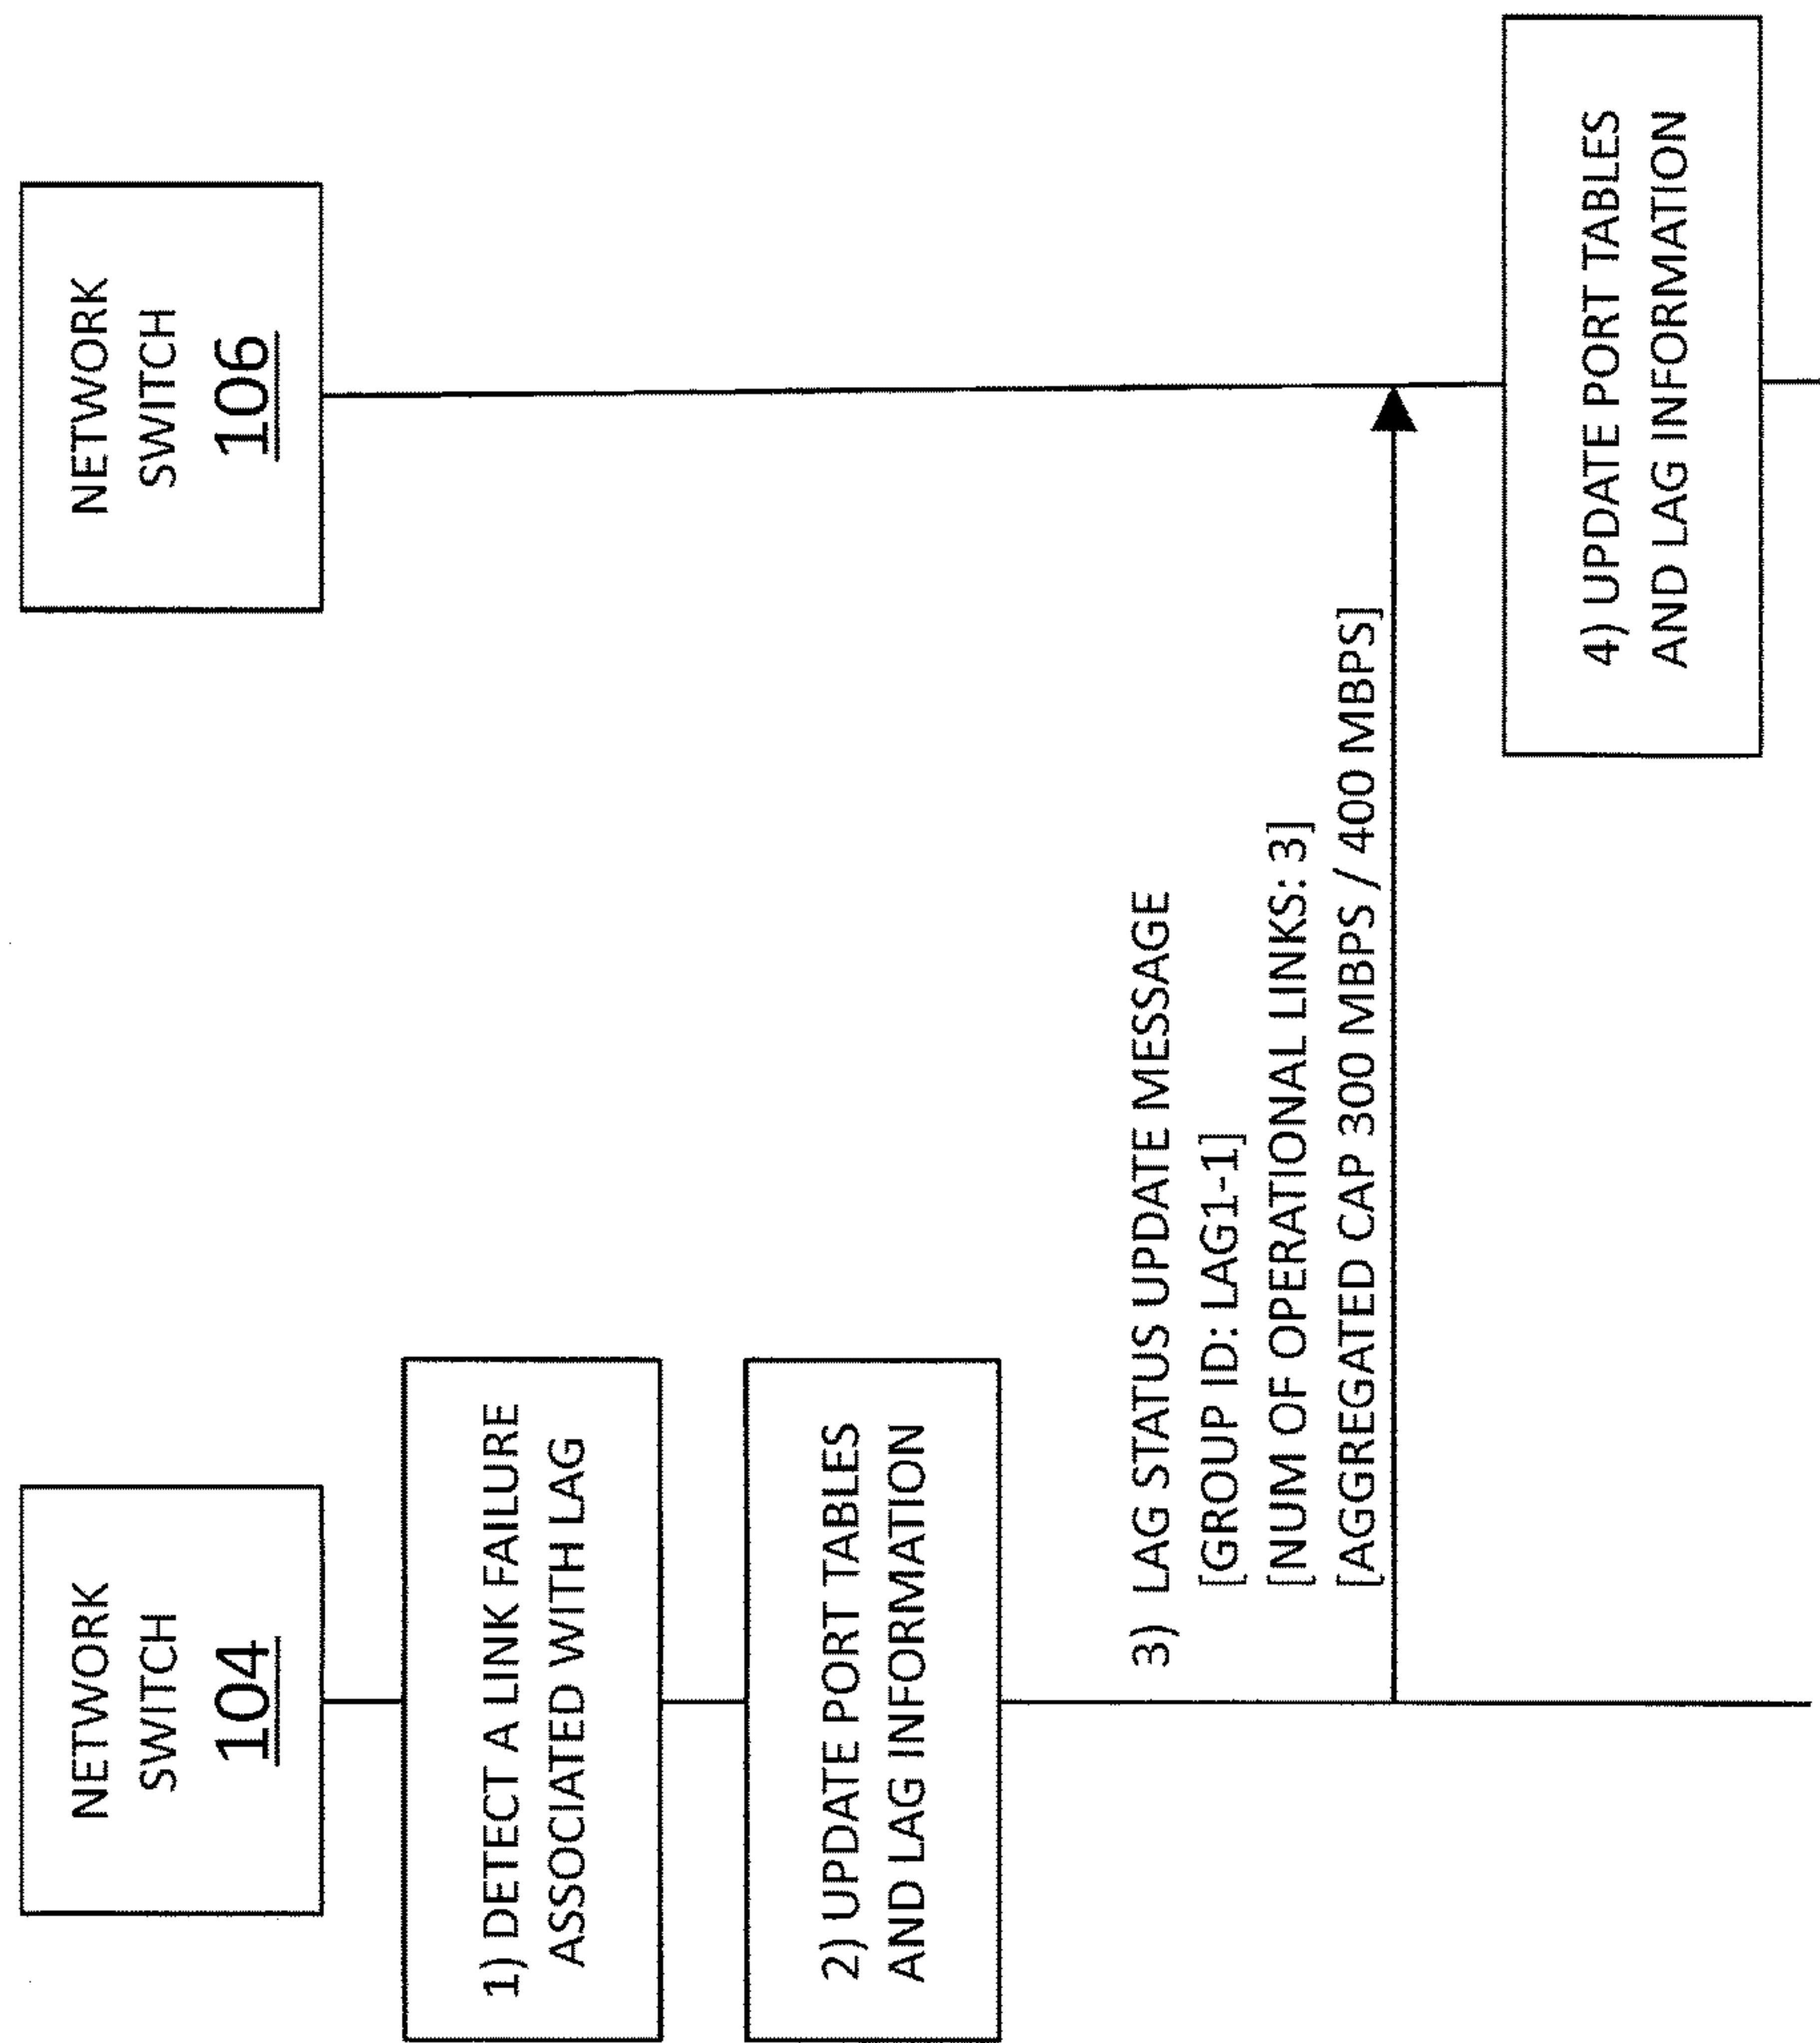 NETWORK
SWITCH
104
NETWORK
SWITCH
106
1) DETECT A LINK FAILURE
ASSOCIATED WITH LAG
2) UPDATE PORT TABLES
AND LAG INFORMATION
3) LAG STATUS UPDATE MESSAGE
[GROUP ID: LAG1-1]
[NUM OF OPERATIONAL LINKS: 3]
[AGGREGATED CAP 300 MBPS / 400 MBPS]
4) UPDATE PORT TABLES
AND LAG INFORMATION